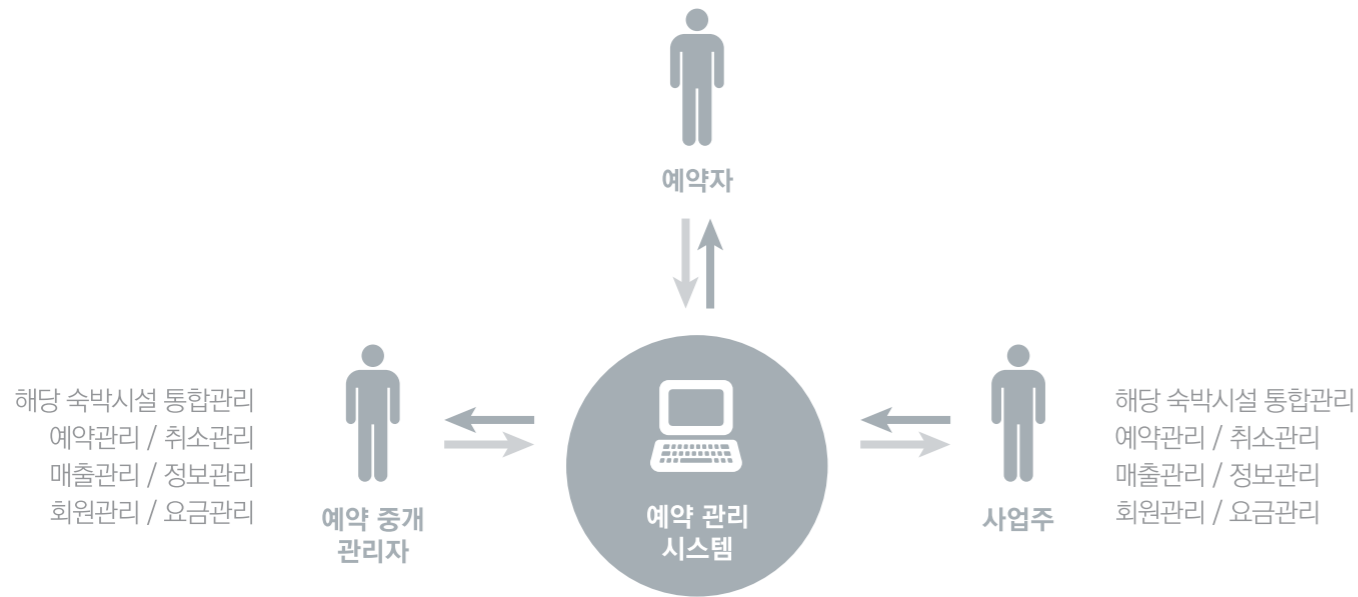 예약자
해당 숙박시설 통합관리
예약관리 / 취소관리
매출관리 / 정보관리
회원관리 / 요금관리
예약 중개
관리자
예약 관리
시스템
사업주
해당 숙박시설 통합관리
예약관리 / 취소관리
매출관리 / 정보관리
회원관리 / 요금관리